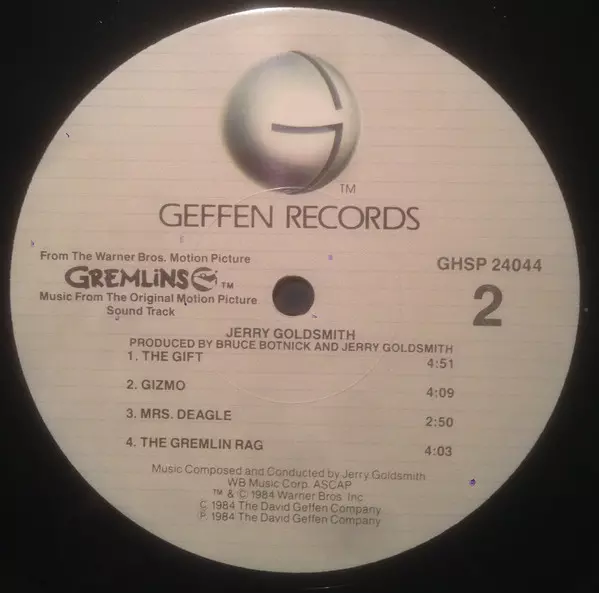 TM
GEFFEN RECORDS
From The Warner Bros. Motion Picture
GREMLiNS TM
Music From The Original Motion Picture
Sound Track
GHSP 24044
2
JERRY GOLDSMITH
PRODUCED BY BRUCE BOTNICK AND JERRY GOLDSMITH
1. THE GIFT 4:51
2. GIZMO 4:09
3. MRS. DEAGLE 2:50
4. THE GREMLIN RAG 4:03
Music Composed and Conducted by Jerry Goldsmith
WB Music Corp. ASCAP
™ & © 1984 Warner Bros. Inc
© 1984 The David Geffen Company
℗ 1984 The David Geffen Company